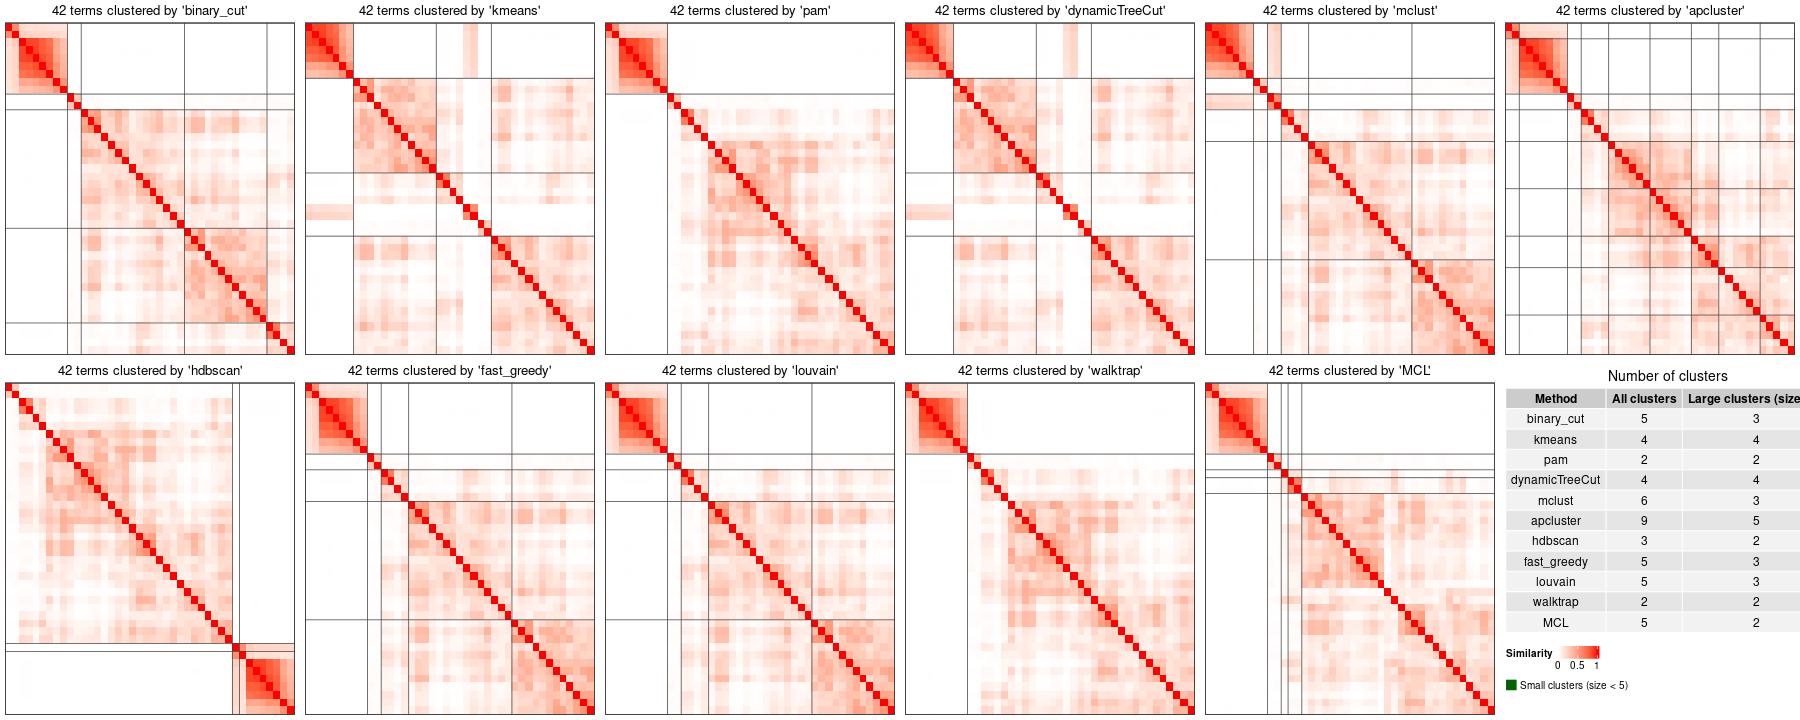 42 terms clustered by 'binary_cut'
42 terms clustered by 'kmeans'
42 terms clustered by 'pam'
42 terms clustered by 'dynamicTreeCut'
42 terms clustered by 'mclust'
42 terms clustered by 'apcluster'
42 terms clustered by 'hdbscan'
42 terms clustered by 'fast_greedy'
42 terms clustered by 'louvain'
42 terms clustered by 'walktrap'
42 terms clustered by 'MCL'
Number of clusters
Method All clusters Large clusters (size
binary_cut 5 3
kmeans 4 4
pam 2 2
dynamicTreeCut 4 4
mclust 6 3
apcluster 9 5
hdbscan 3 2
fast_greedy 5 3
louvain 5 3
walktrap 2 2
MCL 5 2
Similarity
0 0.5 1
Small clusters (size < 5)